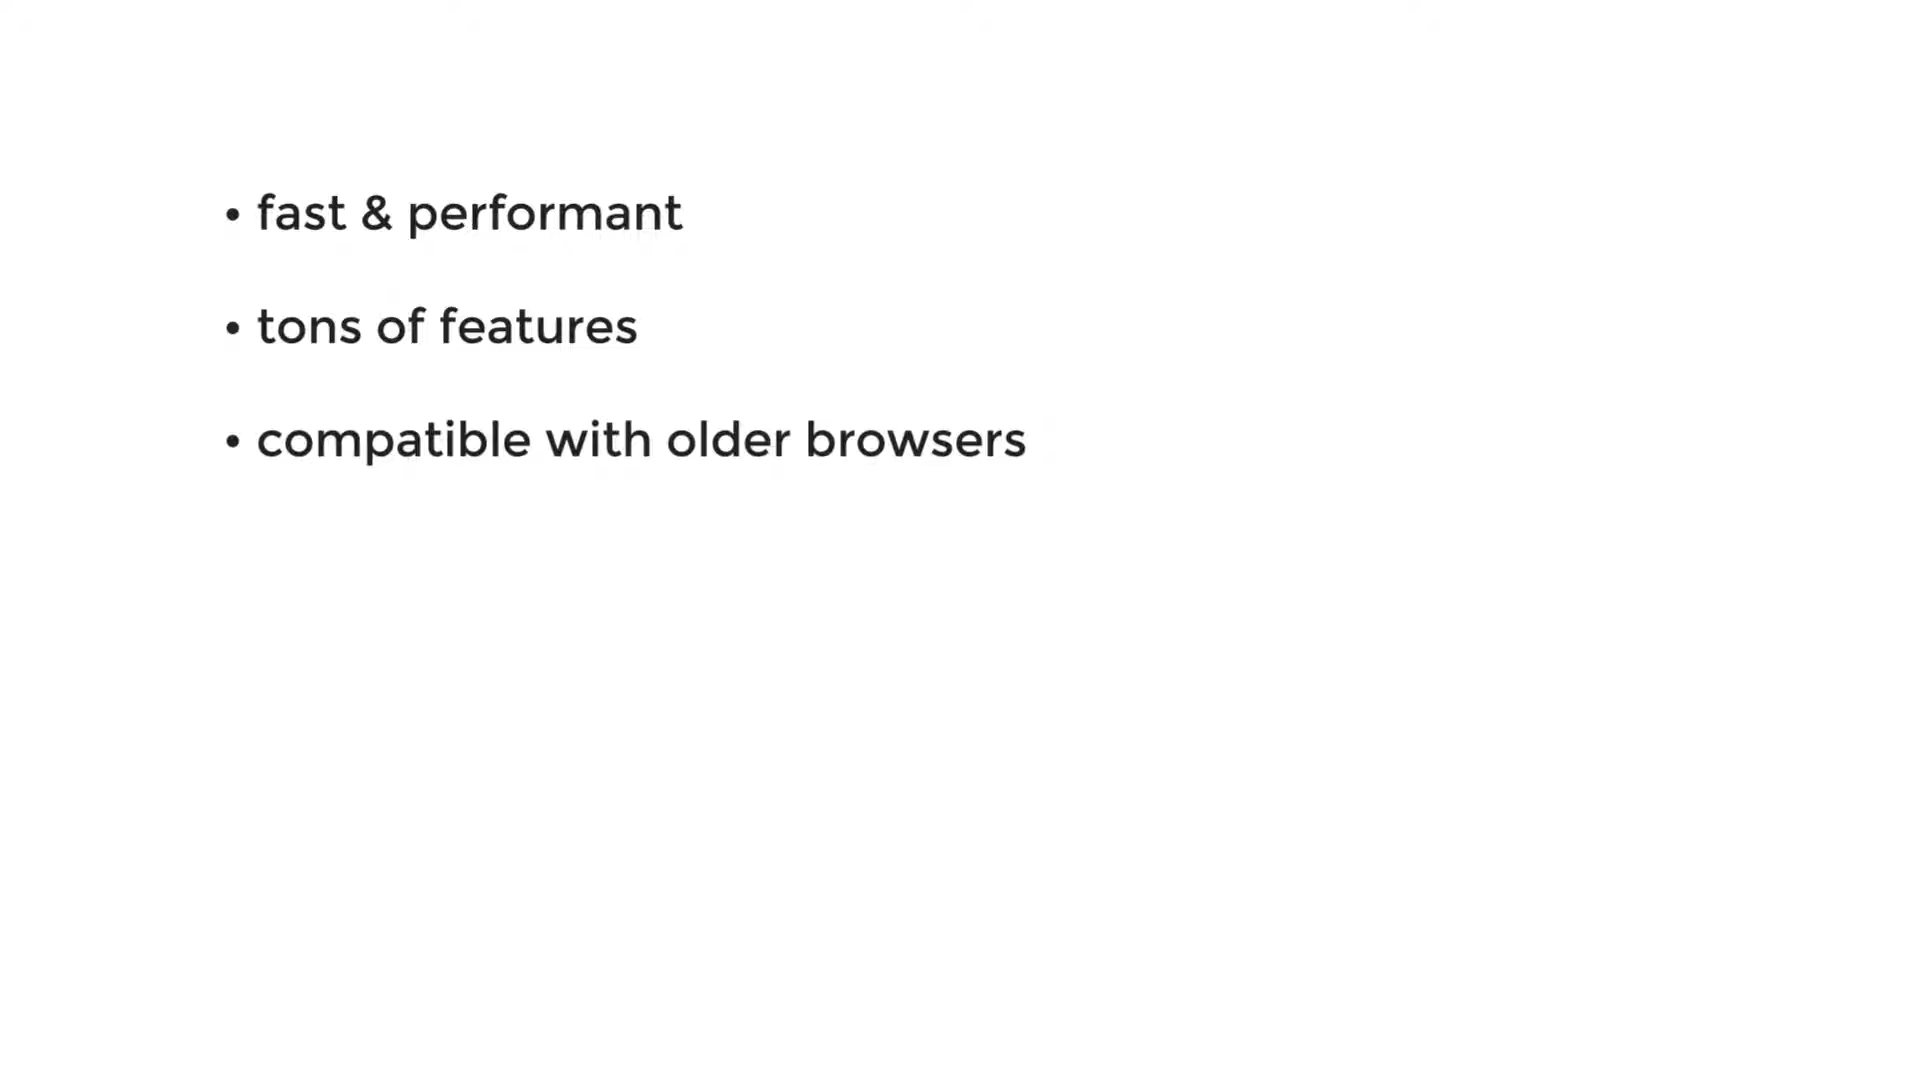 • fast & performant
• tons of features
• compatible with older browsers